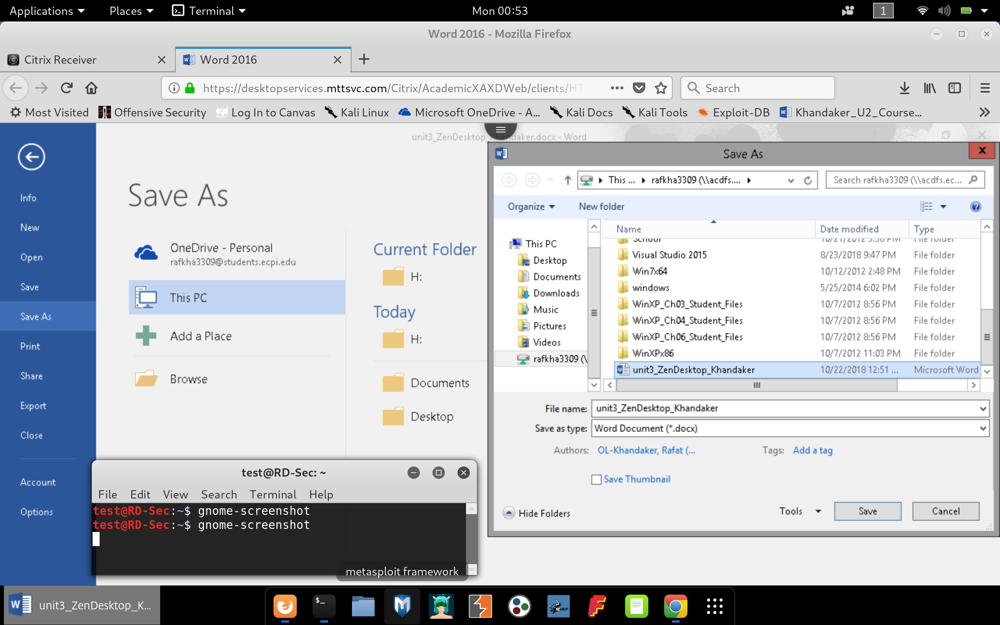 Applications Places Terminal Mon 00:53 1
Word 2016 - Mozilla Firefox
Citrix Receiver Word 2016
https://desktopservices.mttsvc.com/Citrix/AcademicXAXDWeb/clients/HT Search
Most Visited Offensive Security Log In to Canvas Kali Linux Microsoft OneDrive - A... Kali Docs Kali Tools Exploit-DB Khandaker_U2_Course...
unit3_ZenDesktop_Khandaker.docx - Word
Info
New
Open
Save
Save As
Print
Share
Export
Close
Account
Options
Save As
OneDrive - Personal
rafkha3309@students.ecpi.edu
This PC
Add a Place
Browse
Current Folder
H:
Today
H:
Documents
Desktop
Save As
This ... rafkha3309 (\\acdfs.... Search rafkha3309 (\\acdfs.ec...
Organize New folder
This PC
Desktop
Documents
Downloads
Music
Pictures
Videos
rafkha3309 (\
Name Date modified Type
School 10/21/2012 5:56 PM File folder
Visual Studio 2015 8/23/2018 9:47 PM File folder
Win7x64 10/12/2012 2:48 PM File folder
windows 5/25/2014 6:02 PM File folder
WinXP_Ch03_Student_Files 10/7/2012 8:56 PM File folder
WinXP_Ch04_Student_Files 10/7/2012 8:56 PM File folder
WinXP_Ch06_Student_Files 10/7/2012 8:56 PM File folder
WinXPx86 10/7/2012 11:03 PM File folder
unit3_ZenDesktop_Khandaker 10/22/2018 12:51 ... Microsoft Word
File name: unit3_ZenDesktop_Khandaker
Save as type: Word Document (*.docx)
Authors: OL-Khandaker, Rafat (... Tags: Add a tag
Save Thumbnail
Hide Folders Tools Save Cancel
test@RD-Sec: ~
File Edit View Search Terminal Help
test@RD-Sec:~$ gnome-screenshot
test@RD-Sec:~$ gnome-screenshot
metasploit framework
unit3_ZenDesktop_K...